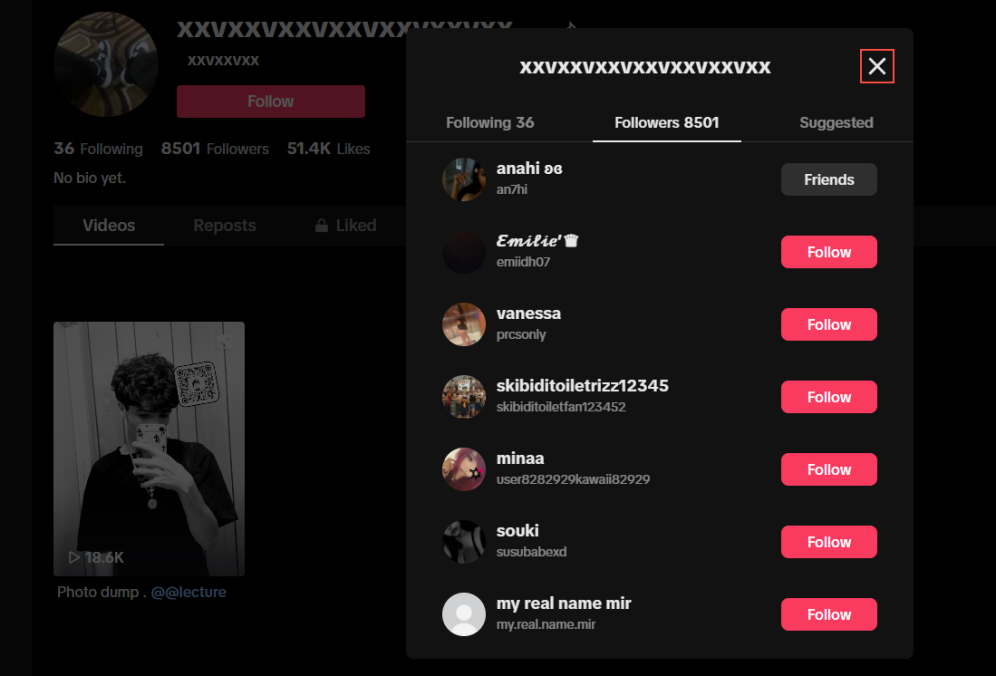 xxvxxvxxvxxvxxvxxvxx
xxvxxvxx
Follow
36 Following 8501 Followers 51.4K Likes
No bio yet.
Videos Reposts Liked
18.6K
Photo dump . @@lecture
xxvxxvxxvxxvxxvxxvxx
Following 36 Followers 8501 Suggested
anahi ʚɞ
an7hi
Friends
𝓔𝓶𝓲𝓵𝓲𝓮'♛
emiidh07
Follow
vanessa
prcsonly
Follow
skibiditoiletrizz12345
skibiditoiletfan123452
Follow
minaa
user8282929kawaii82929
Follow
souki
susubabexd
Follow
my real name mir
my.real.name.mir
Follow